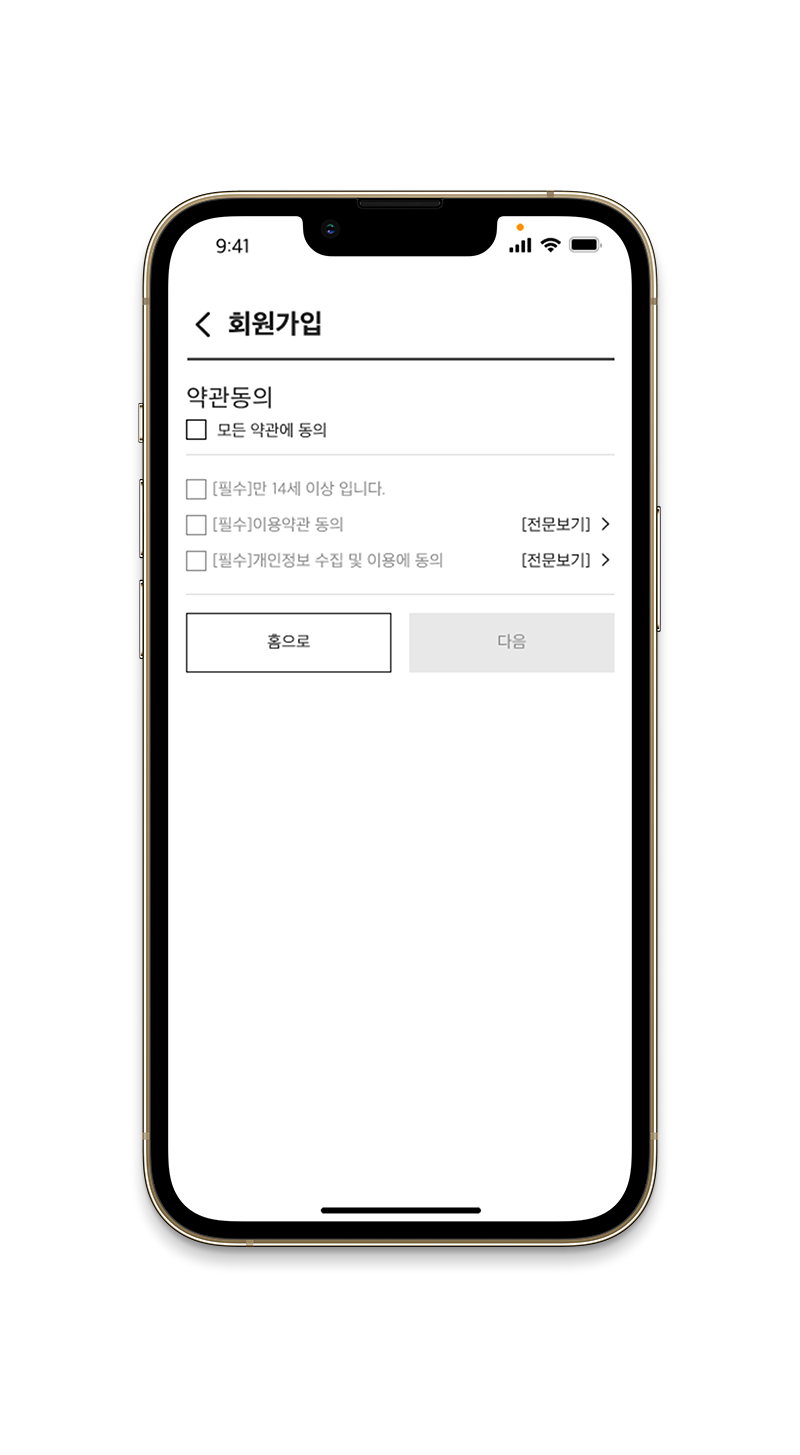 9:41
회원가입
약관동의
모든 약관에 동의
[필수]만 14세 이상 입니다.
[필수]이용약관 동의 [전문보기]
[필수]개인정보 수집 및 이용에 동의 [전문보기]
홈으로 다음